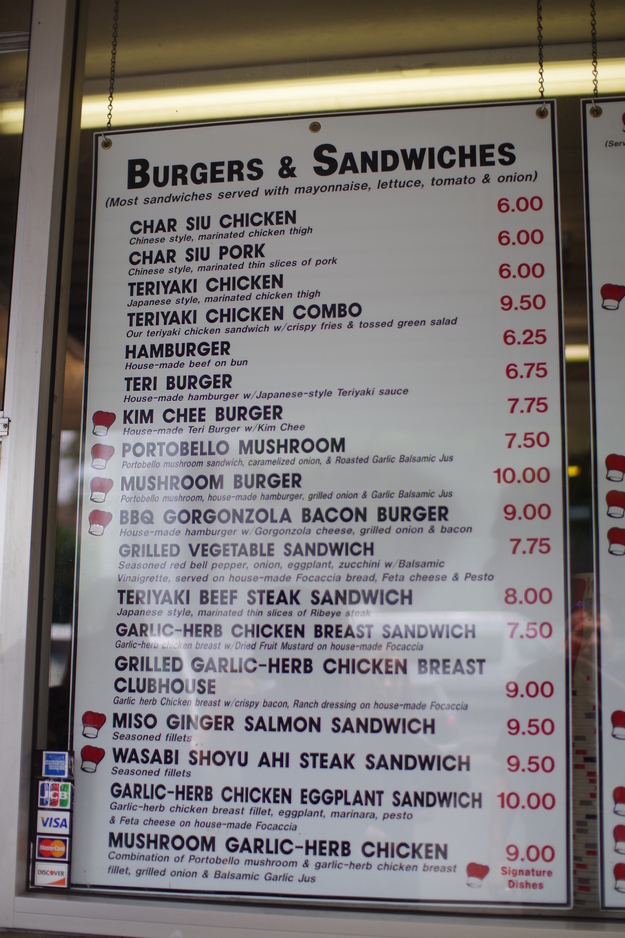 BURGERS & SANDWICHES
(Most sandwiches served with mayonnaise, lettuce, tomato & onion)
CHAR SIU CHICKEN 6.00
Chinese style, marinated chicken thigh
CHAR SIU PORK 6.00
Chinese style, marinated thin slices of pork
TERIYAKI CHICKEN 6.00
Japanese style, marinated chicken thigh
TERIYAKI CHICKEN COMBO 9.50
Our teriyaki chicken sandwich w/crispy fries & tossed green salad
HAMBURGER 6.25
House-made beef on bun
TERI BURGER 6.75
House-made hamburger w/Japanese-style Teriyaki sauce
KIM CHEE BURGER 7.75
House-made Teri Burger w/Kim Chee
PORTOBELLO MUSHROOM 7.50
Portobello mushroom sandwich, caramelized onion, & Roasted Garlic Balsamic Jus
MUSHROOM BURGER 10.00
Portobello mushroom, house-made hamburger, grilled onion & Garlic Balsamic Jus
BBQ GORGONZOLA BACON BURGER 9.00
House-made hamburger w/Gorgonzola cheese, grilled onion & bacon
GRILLED VEGETABLE SANDWICH 7.75
Seasoned red bell pepper, onion, eggplant, zucchini w/Balsamic
Vinaigrette, served on house-made Focaccia bread, Feta cheese & Pesto
TERIYAKI BEEF STEAK SANDWICH 8.00
Japanese style, marinated thin slices of Ribeye steak
GARLIC-HERB CHICKEN BREAST SANDWICH 7.50
Garlic-herb chicken breast w/Dried Fruit Mustard on house-made Focaccia
GRILLED GARLIC-HERB CHICKEN BREAST
CLUBHOUSE 9.00
Garlic herb Chicken breast w/crispy bacon, Ranch dressing on house-made Focaccia
MISO GINGER SALMON SANDWICH 9.50
Seasoned fillets
WASABI SHOYU AHI STEAK SANDWICH 9.50
Seasoned fillets
GARLIC-HERB CHICKEN EGGPLANT SANDWICH 10.00
Garlic-herb chicken breast fillet, eggplant, marinara, pesto
& Feta cheese on house-made Focaccia
MUSHROOM GARLIC-HERB CHICKEN 9.00
Combination of Portobello mushroom & garlic-herb chicken breast
fillet, grilled onion & Balsamic Garlic Jus
Signature
Dishes
(Serv
JCB
VISA
MasterCard
DISCOVER